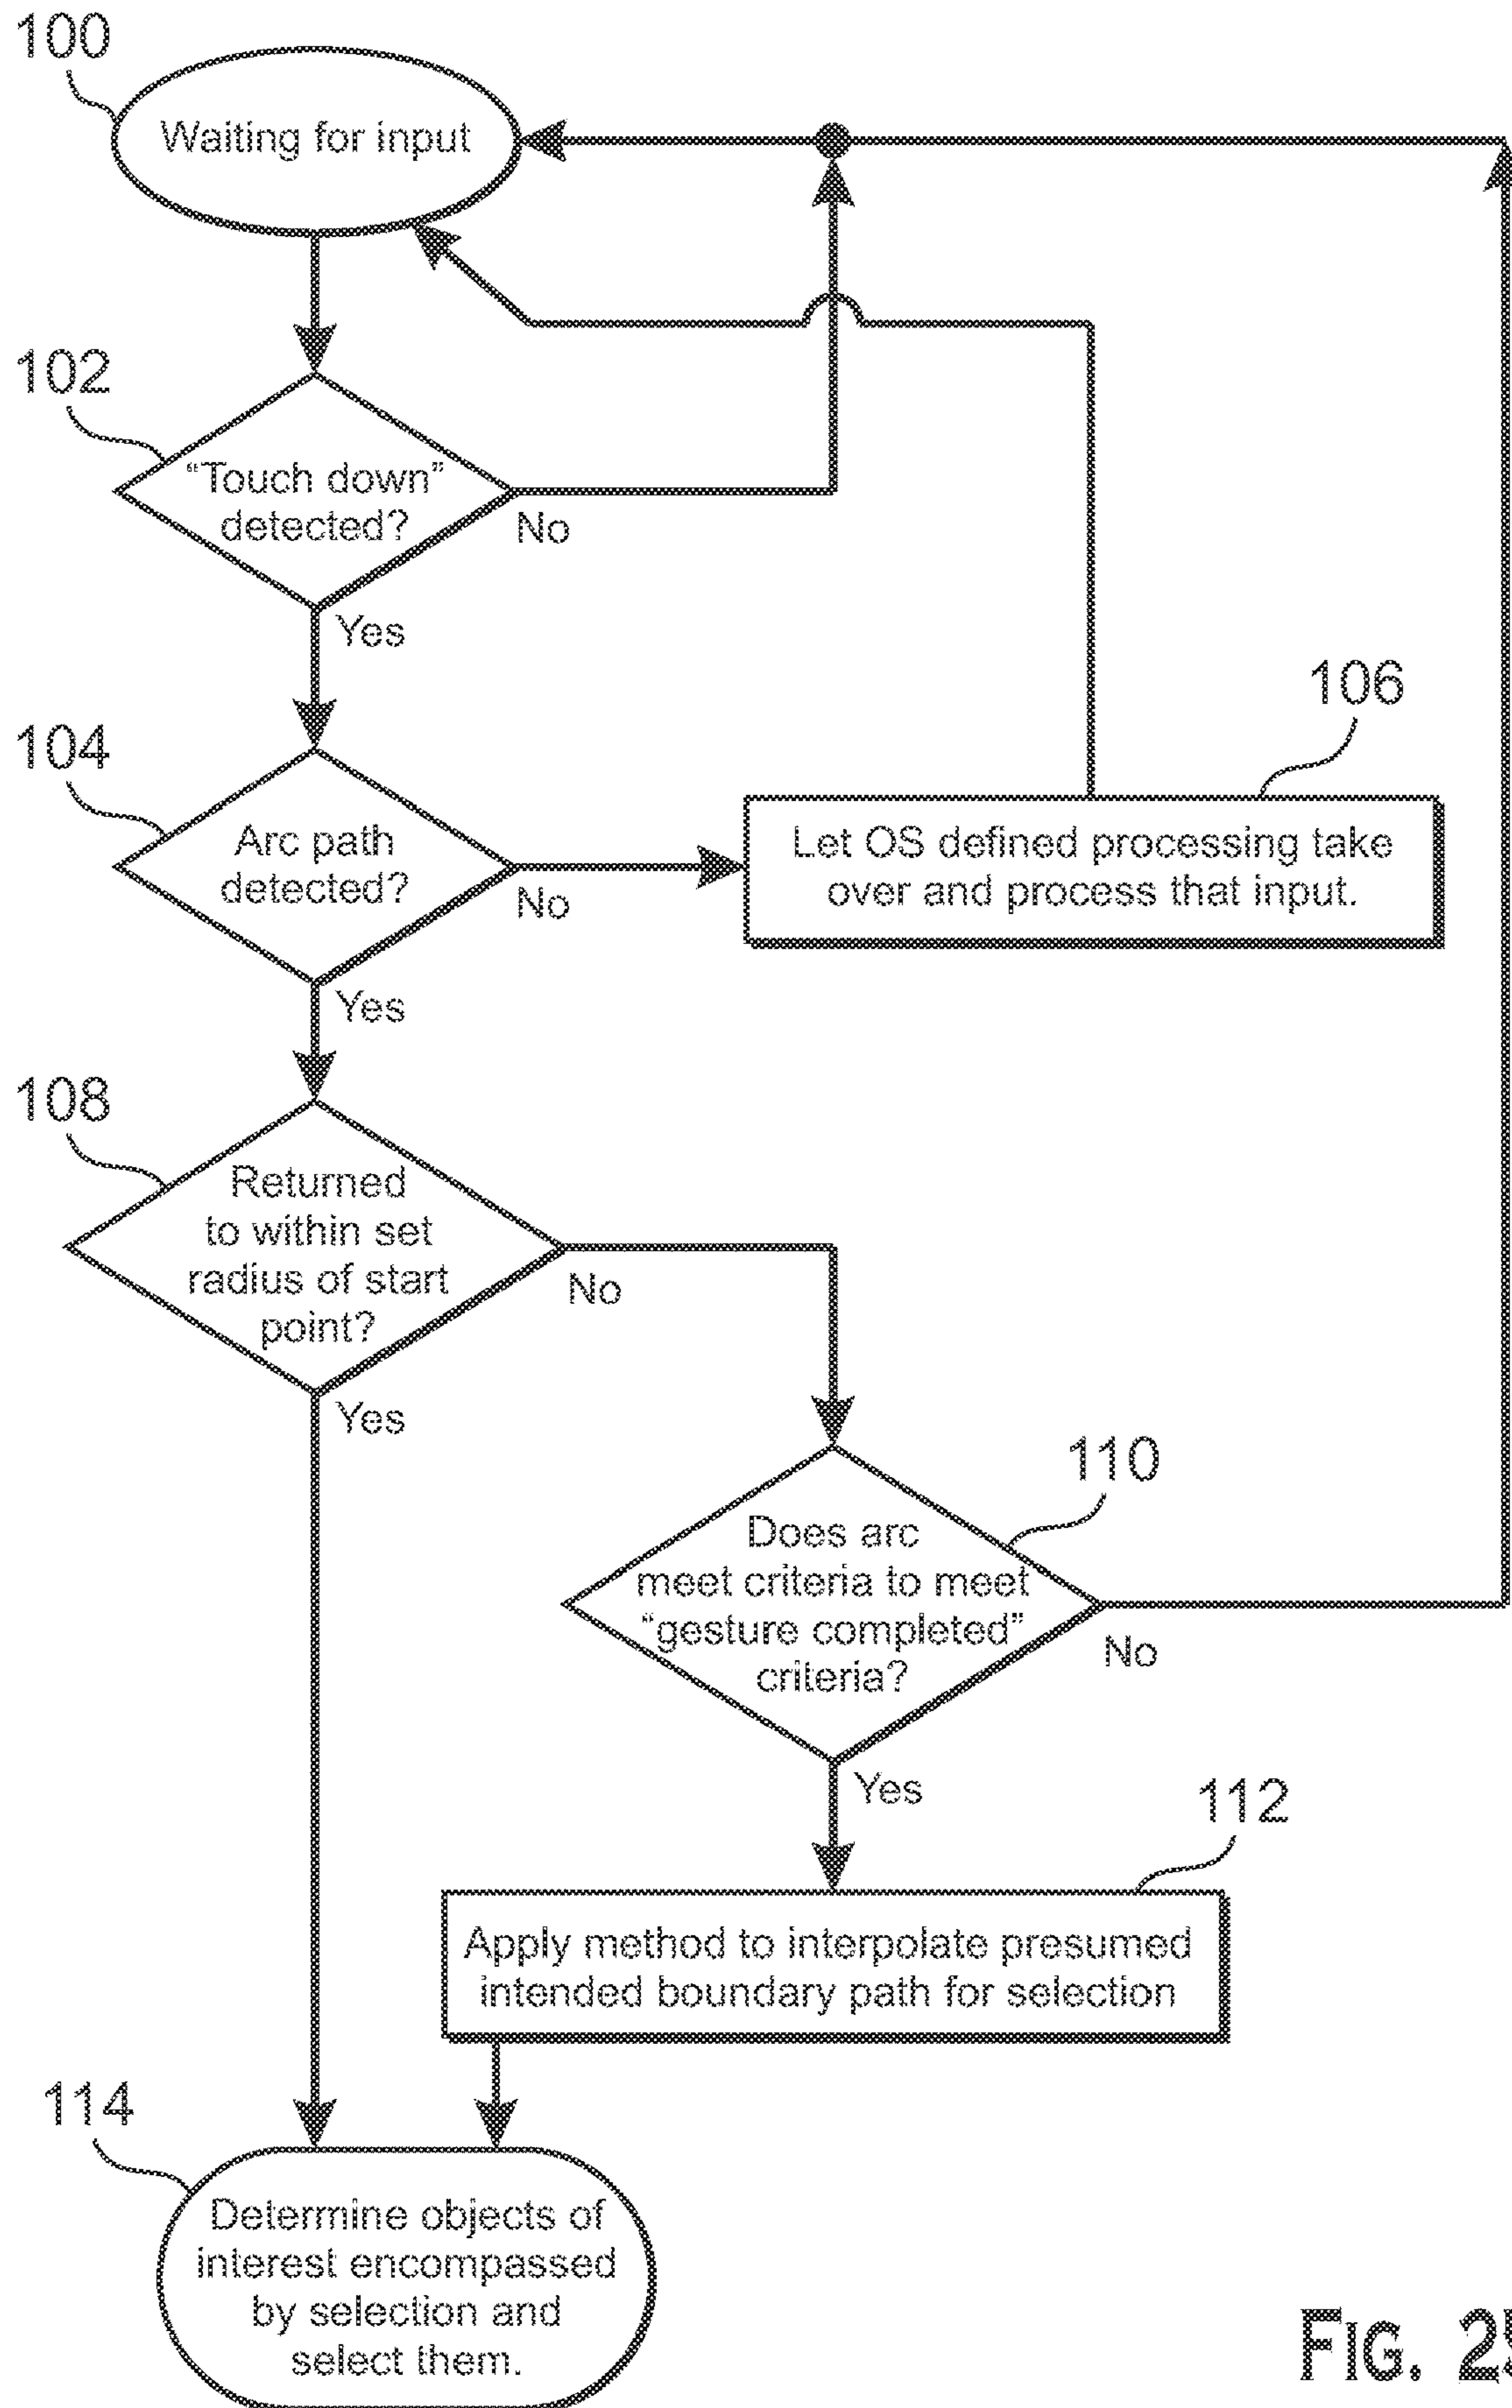 100
Waiting for input
102
“Touch down”
detected?
No
Yes
104
Arc path
detected?
No
Yes
106
Let OS defined processing take
over and process that input.
108
Returned
to within set
radius of start
point?
No
Yes
110
Does arc
meet criteria to meet
“gesture completed”
criteria?
No
Yes
112
Apply method to interpolate presumed
intended boundary path for selection
114
Determine objects of
interest encompassed
by selection and
select them.
FIG.